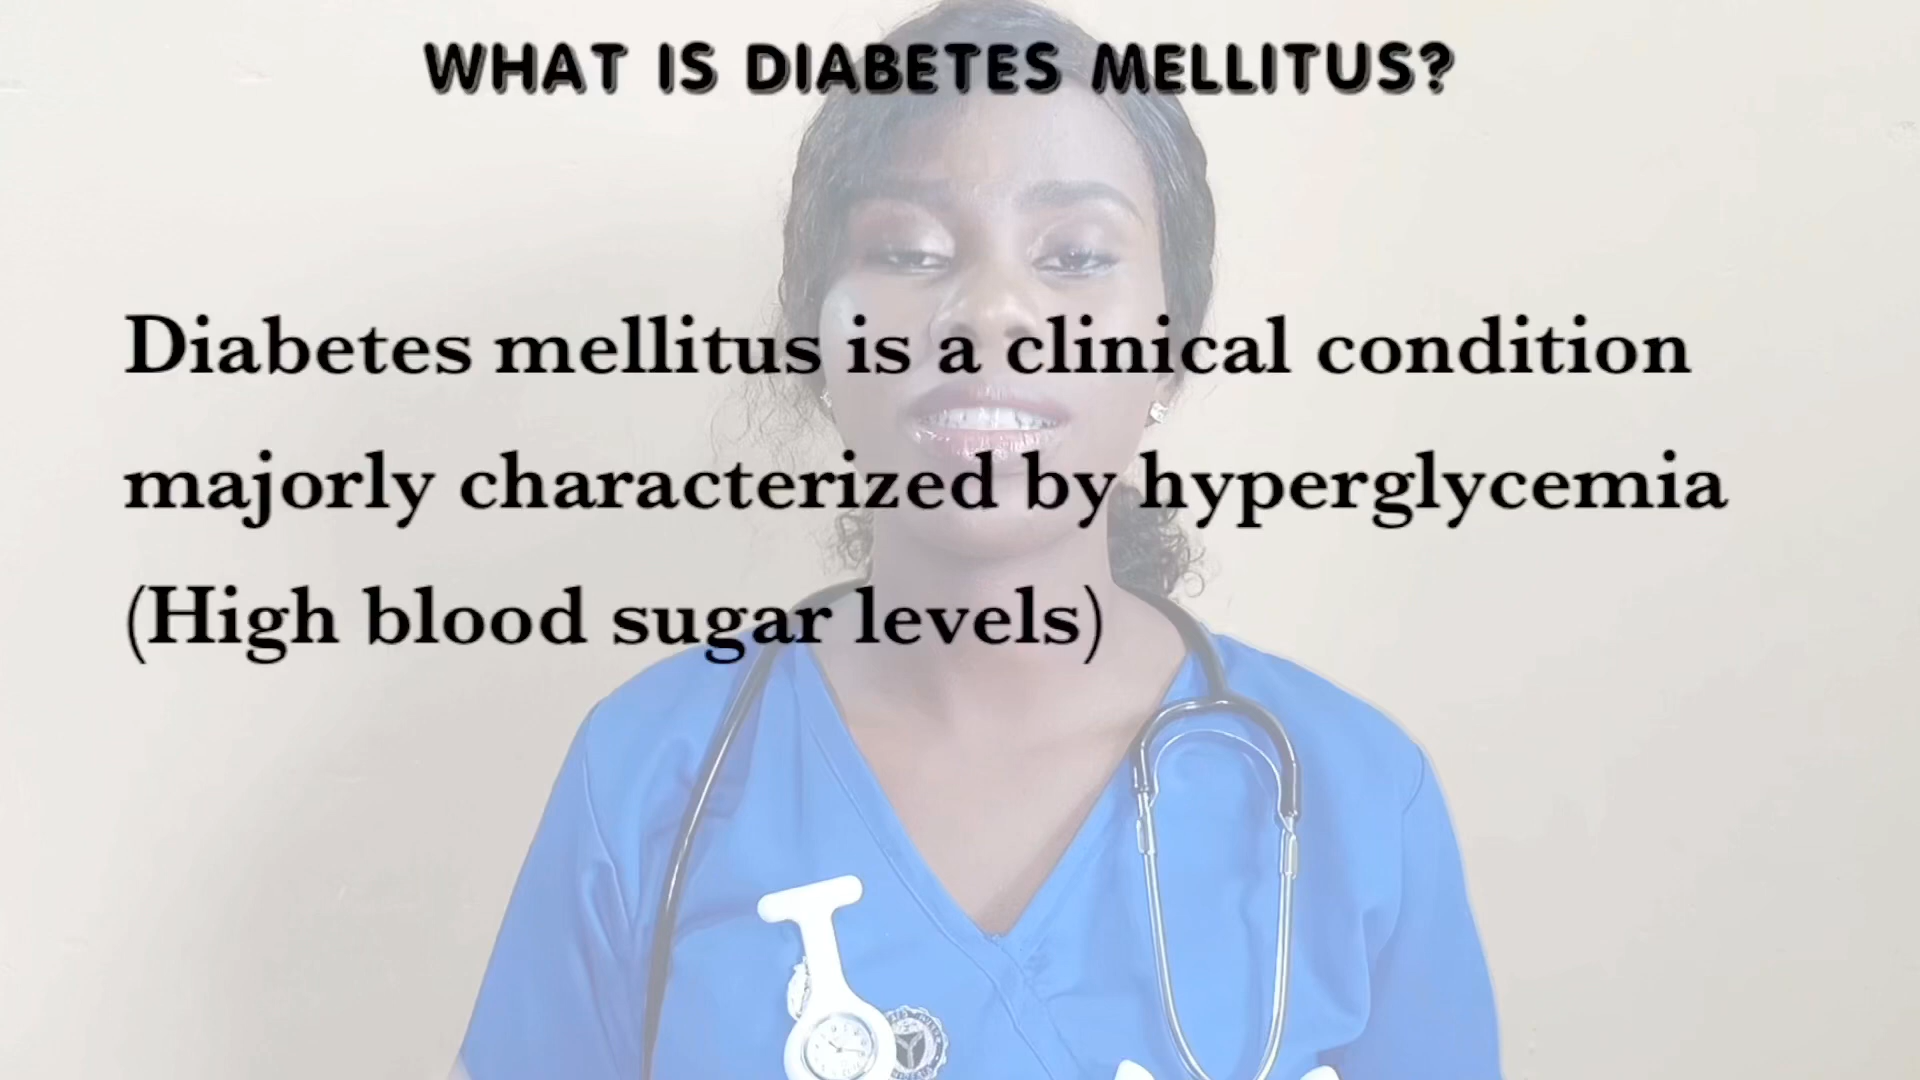 WHAT IS DIABETES MELLITUS?
Diabetes mellitus is a clinical condition
majorly characterized by hyperglycemia
(High blood sugar levels)